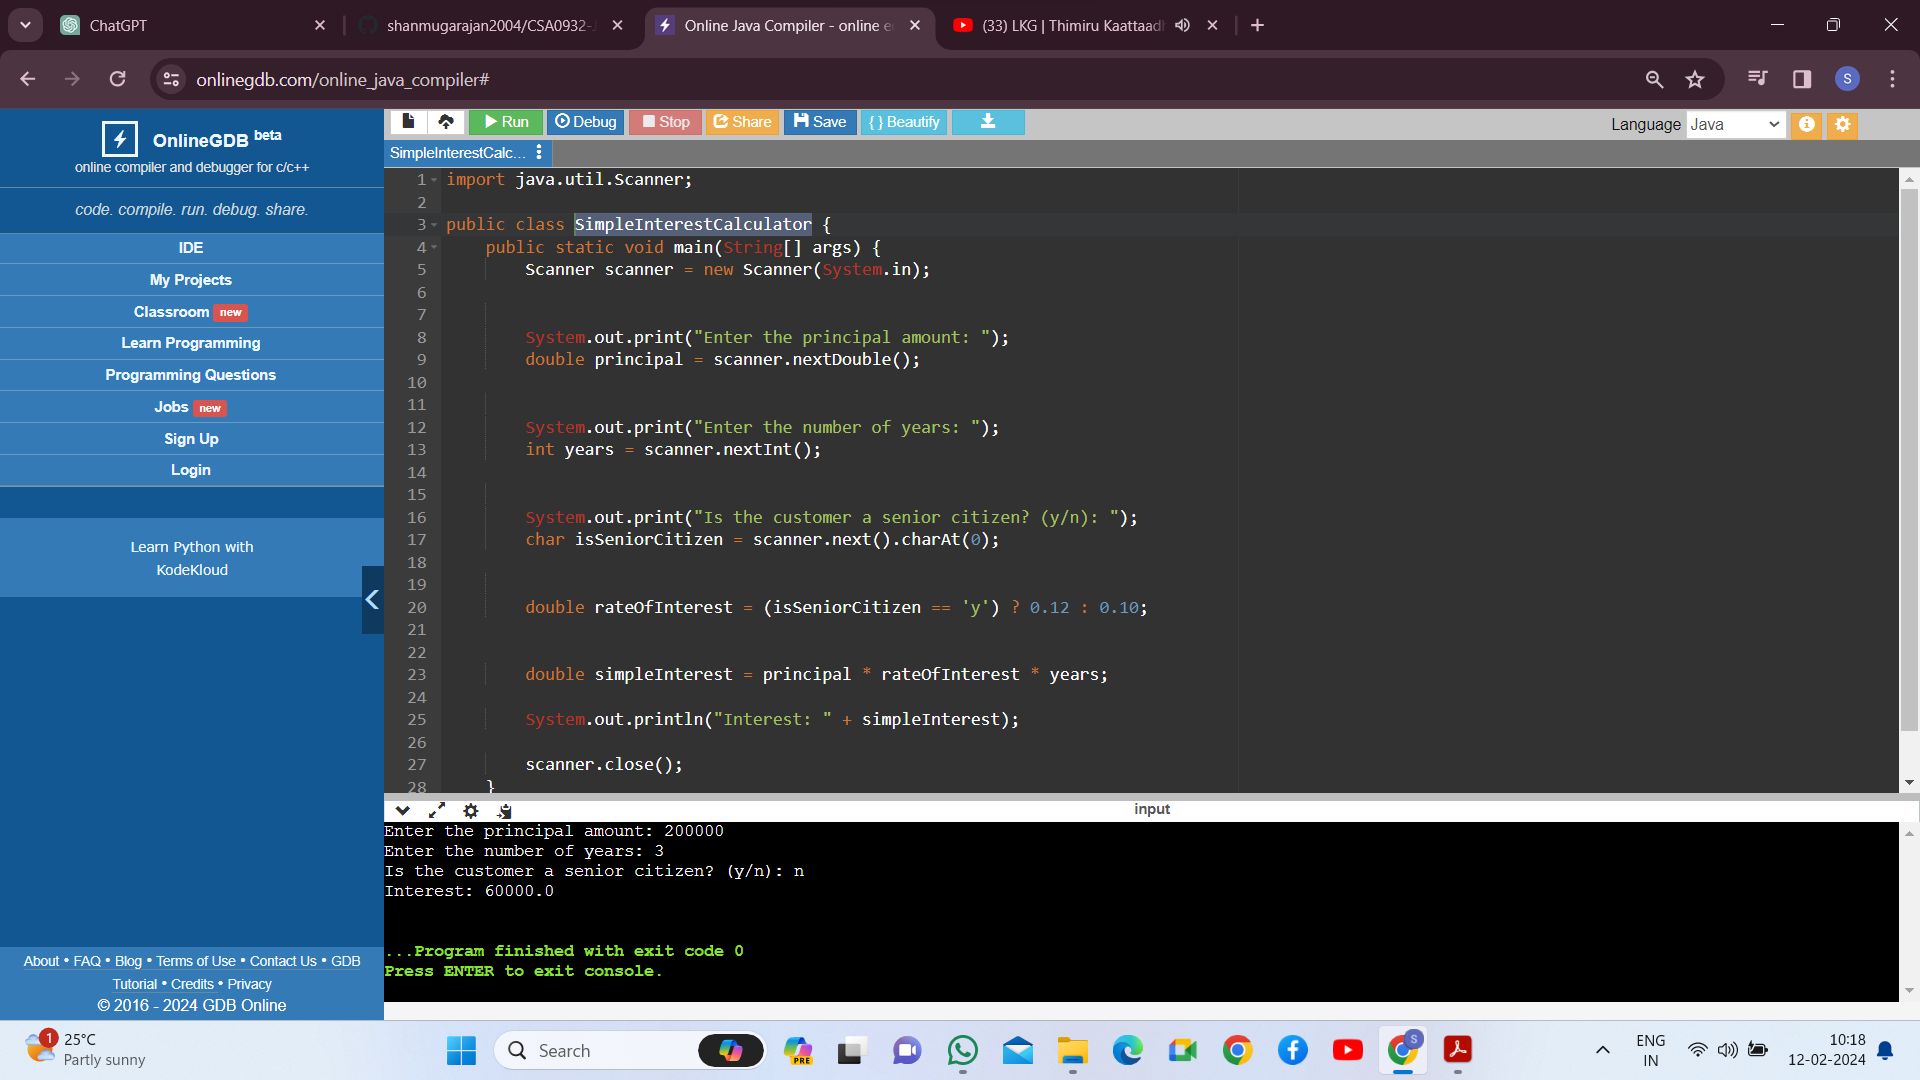 ChatGPT
shanmugarajan2004/CSA0932-
Online Java Compiler - online e
(33) LKG | Thimiru Kaattaad
onlinegdb.com/online_java_compiler#
S
OnlineGDB beta
online compiler and debugger for c/c++
code. compile. run. debug. share.
IDE
My Projects
Classroom new
Learn Programming
Programming Questions
Jobs new
Sign Up
Login
Learn Python with
KodeKloud
About • FAQ • Blog • Terms of Use • Contact Us • GDB
Tutorial • Credits • Privacy
© 2016 - 2024 GDB Online
Run Debug Stop Share Save { } Beautify
Language Java
SimpleInterestCalc...
1 import java.util.Scanner;
2
3 public class SimpleInterestCalculator {
4 public static void main(String[] args) {
5 Scanner scanner = new Scanner(System.in);
6
7
8 System.out.print("Enter the principal amount: ");
9 double principal = scanner.nextDouble();
10
11
12 System.out.print("Enter the number of years: ");
13 int years = scanner.nextInt();
14
15
16 System.out.print("Is the customer a senior citizen? (y/n): ");
17 char isSeniorCitizen = scanner.next().charAt(0);
18
19
20 double rateOfInterest = (isSeniorCitizen == 'y') ? 0.12 : 0.10;
21
22
23 double simpleInterest = principal * rateOfInterest * years;
24
25 System.out.println("Interest: " + simpleInterest);
26
27 scanner.close();
28 }
input
Enter the principal amount: 200000
Enter the number of years: 3
Is the customer a senior citizen? (y/n): n
Interest: 60000.0
...Program finished with exit code 0
Press ENTER to exit console.
1
25°C
Partly sunny
Search
PRE
S
ENG
IN
10:18
12-02-2024